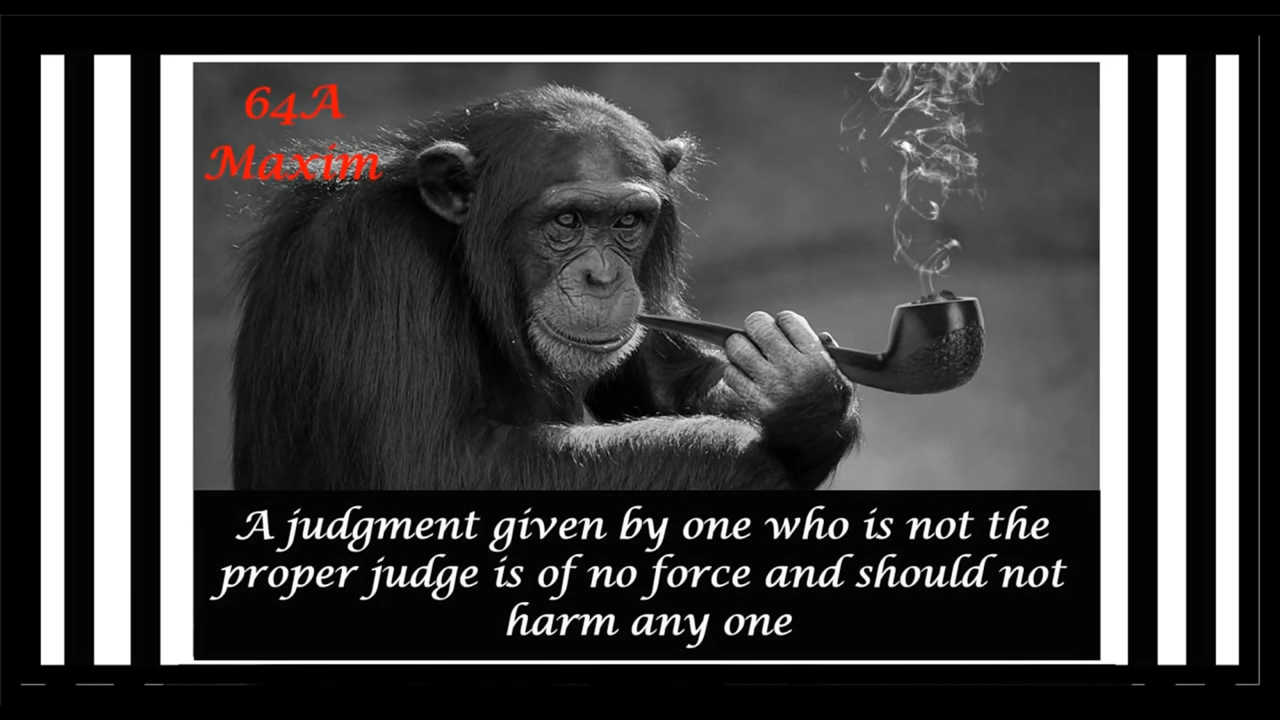 64A
Maxim
A judgment given by one who is not the
proper judge is of no force and should not
harm any one